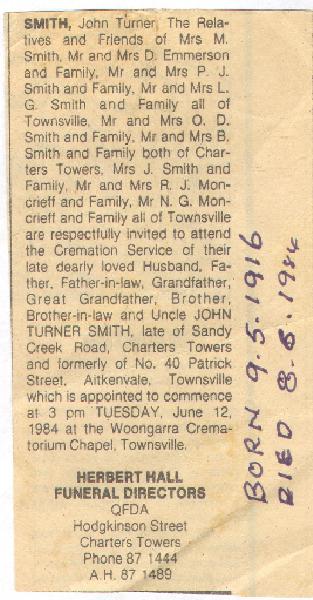 SMITH, John Turner, The Rela-
tives and Friends of Mrs M.
Smith, Mr and Mrs D. Emmerson
and Family, Mr and Mrs P. J.
Smith and Family, Mr and Mrs L.
G. Smith and Family all of
Townsville, Mr and Mrs O. D.
Smith and Family, Mr and Mrs B.
Smith and Family both of Char-
ters Towers, Mrs J. Smith and
Family, Mr and Mrs R. J. Mon-
crieff and Family, Mr N. G. Mon-
crieff and Family all of Townsville
are respectfully invited to attend
the Cremation Service of their
late dearly loved Husband, Fa-
ther, Father-in-law, Grandfather,
Great Grandfather, Brother,
Brother-in-law and Uncle JOHN
TURNER SMITH, late of Sandy
Creek Road, Charters Towers
and formerly of No. 40 Patrick
Street, Aitkenvale, Townsville
which is appointed to commence
at 3 pm TUESDAY, June 12,
1984 at the Woongarra Crema-
torium Chapel, Townsville.
HERBERT HALL
FUNERAL DIRECTORS
QFDA
Hodgkinson Street
Charters Towers
Phone 87 1444
A.H. 87 1489
BORN 9.5.1916
DIED 8.6.1984